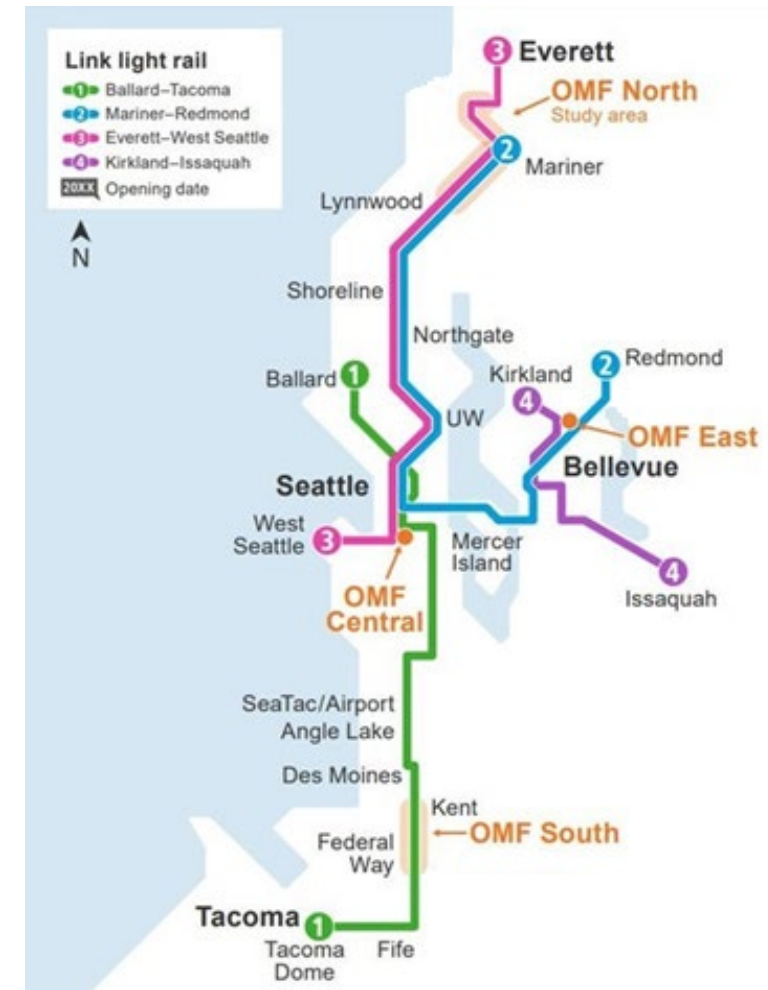 Link light rail
1 Ballard–Tacoma
2 Mariner–Redmond
3 Everett–West Seattle
4 Kirkland–Issaquah
20XX Opening date
N
3 Everett
OMF North
Study area
2
Mariner
Lynnwood
Shoreline
Northgate
Ballard 1
Kirkland
4
2 Redmond
UW
OMF East
Bellevue
Seattle
West
Seattle 3
Mercer
Island
4
Issaquah
OMF
Central
SeaTac/Airport
Angle Lake
Des Moines
Kent
OMF South
Federal
Way
Tacoma 1
Tacoma
Dome
Fife